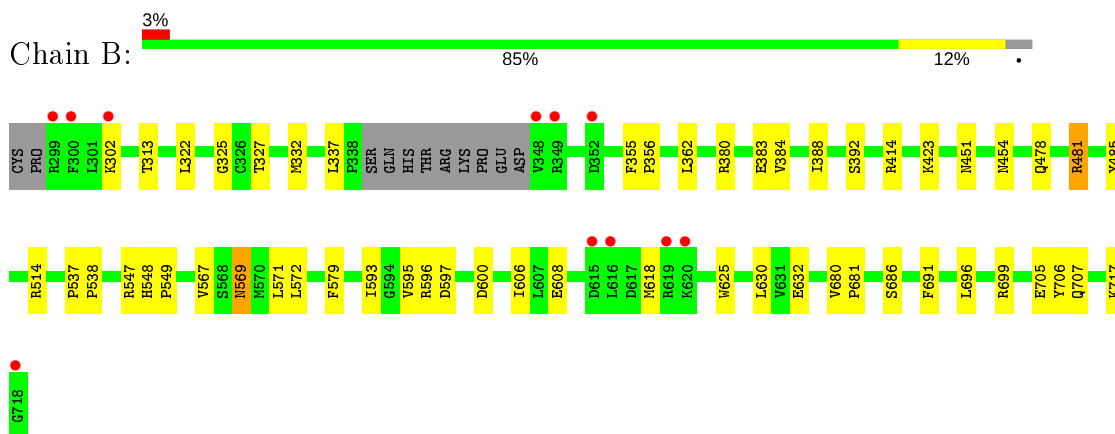 3%
Chain B:
85% 12% •
CYS PRO R299 F300 L301 K302 T313 L322 G325 C326 T327 M332 L337 P338 SER GLN HIS THR ARG LYS PRO GLU ASP V348 R349 D352 F355 P356 L362 R380 E383 V384 I388 S392 R414 K423 N451 N454 Q478 R481 Y485
R514 P537 P538 R547 H548 P549 V567 S568 N569 M570 L571 L572 F579 I593 G594 V595 R596 D597 D600 I606 L607 E608 D615 L616 D617 M618 R619 K620 W625 L630 V631 E632 V680 P681 S686 F691 L696 R699 E705 Y706 Q707 K717
G718